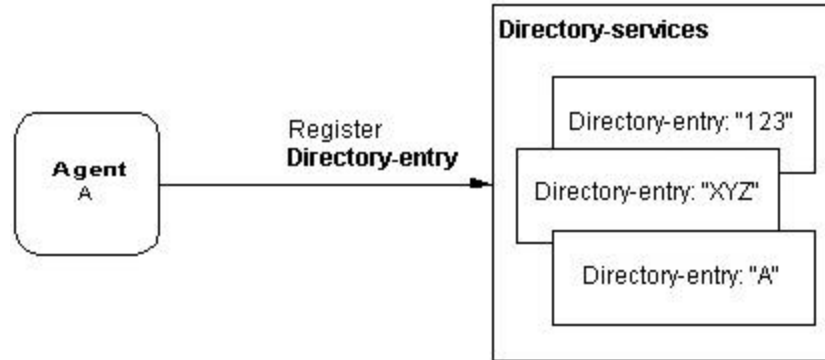 Directory-services
Directory-entry: "123"
Register
Directory-entry
Agent
A
Directory-entry: "XYZ"
Directory-entry: "A"